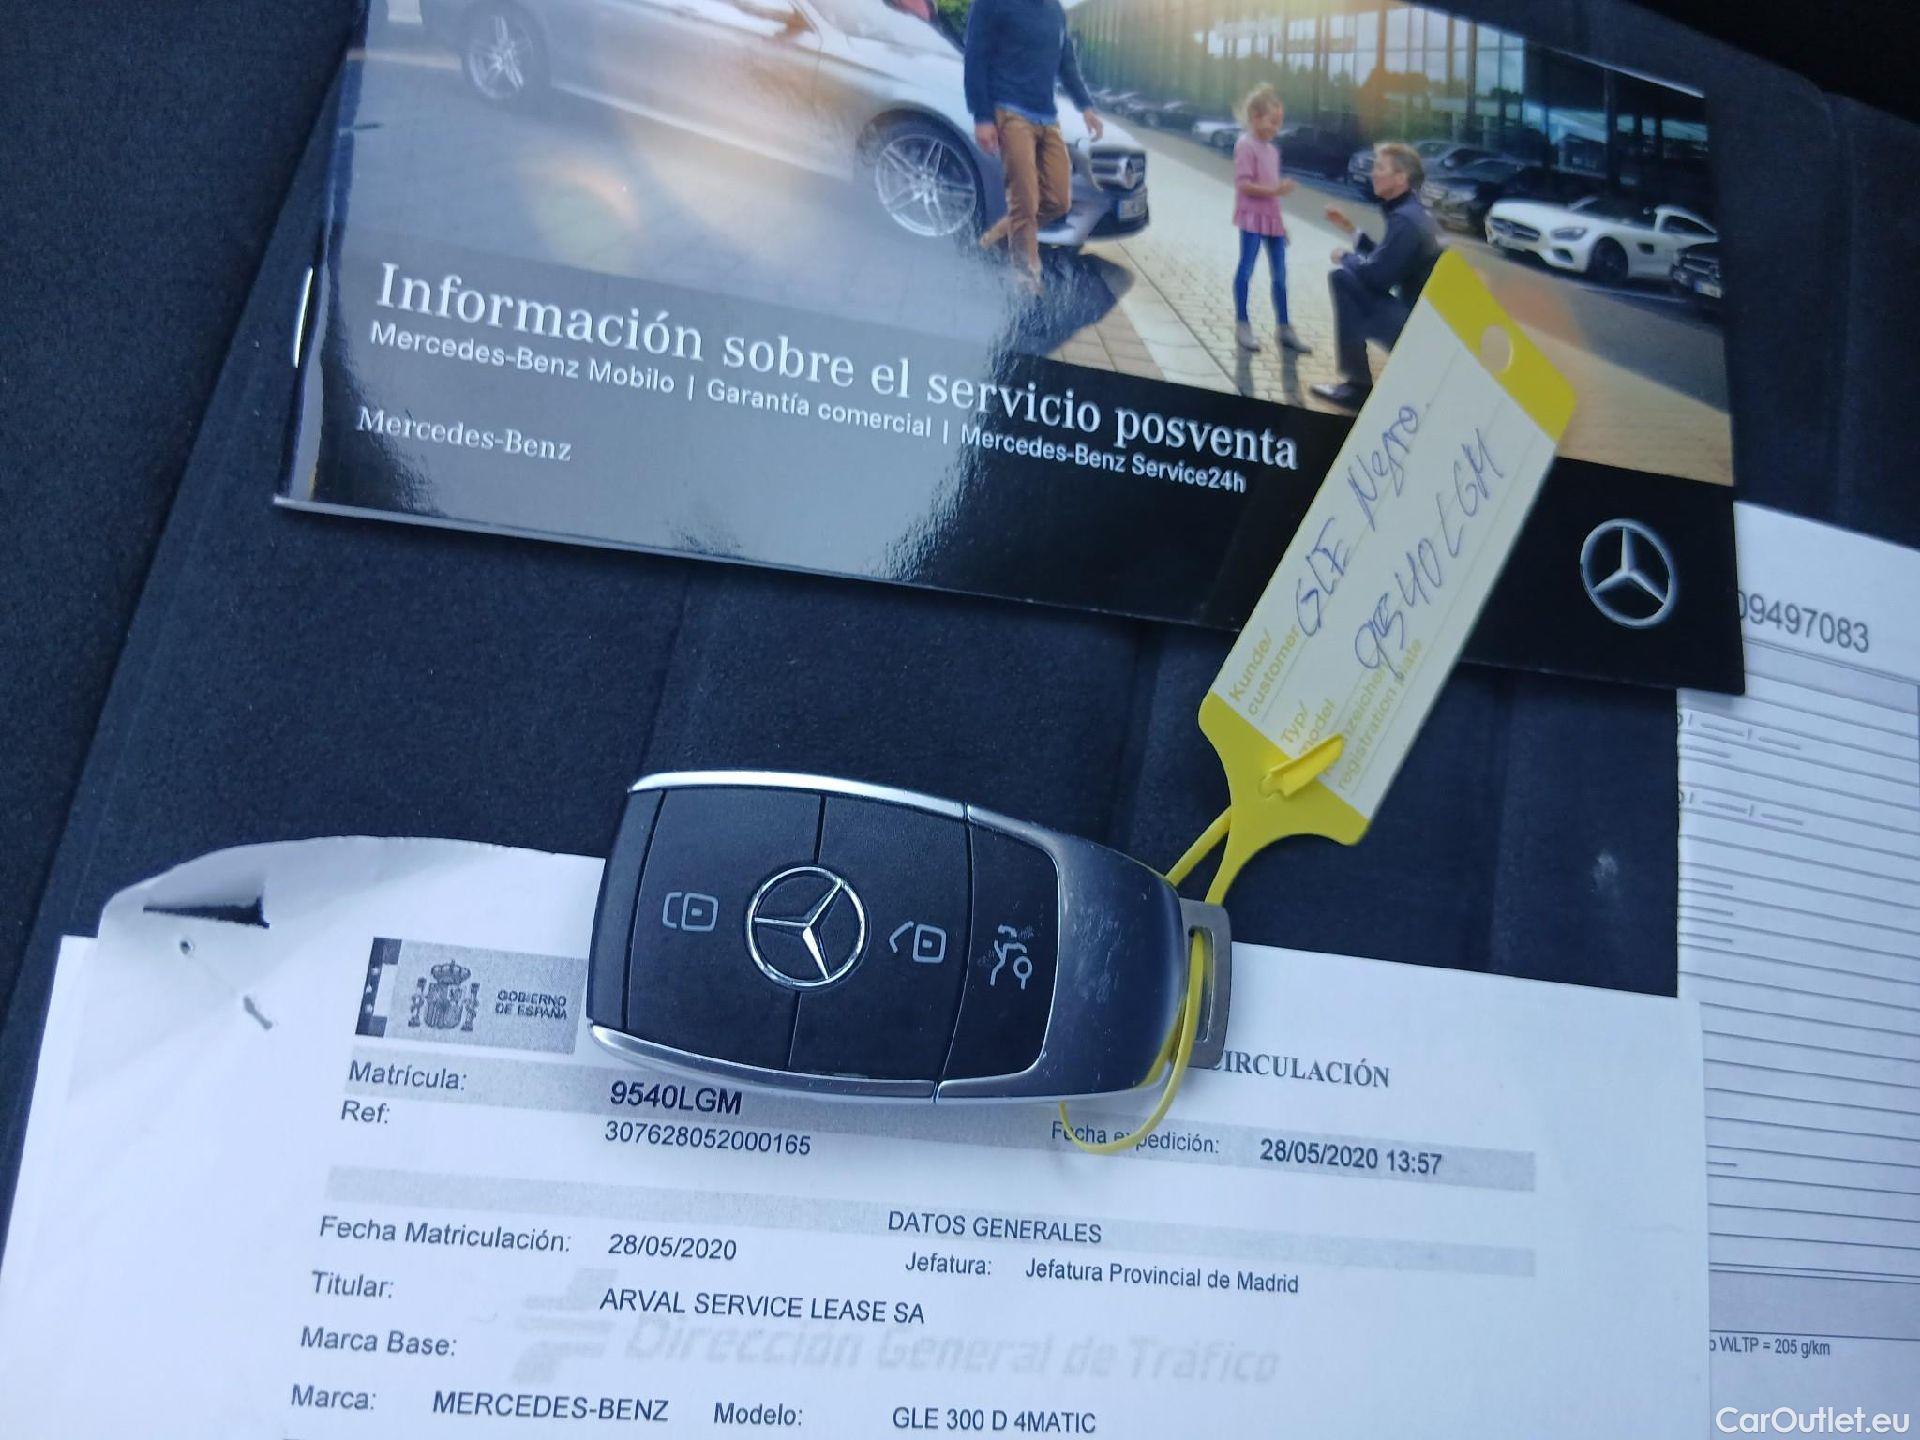 Información sobre el servicio posventa
Mercedes-Benz Mobilo | Garantía comercial | Mercedes-Benz Service24h
Mercedes-Benz
GLE Negro.
9540LGM
Kunde/
customer
Typ/
model
registration plate
09497083
GOBIERNO
DE ESPAÑA
CIRCULACIÓN
Matrícula: 9540LGM
Ref: 307628052000165
Fecha expedición: 28/05/2020 13:57
DATOS GENERALES
Fecha Matriculación: 28/05/2020 Jefatura: Jefatura Provincial de Madrid
Titular: ARVAL SERVICE LEASE SA
Dirección General de Tráfico
Marca Base:
Marca: MERCEDES-BENZ Modelo: GLE 300 D 4MATIC
WLTP = 205 g/km
CarOutlet.eu